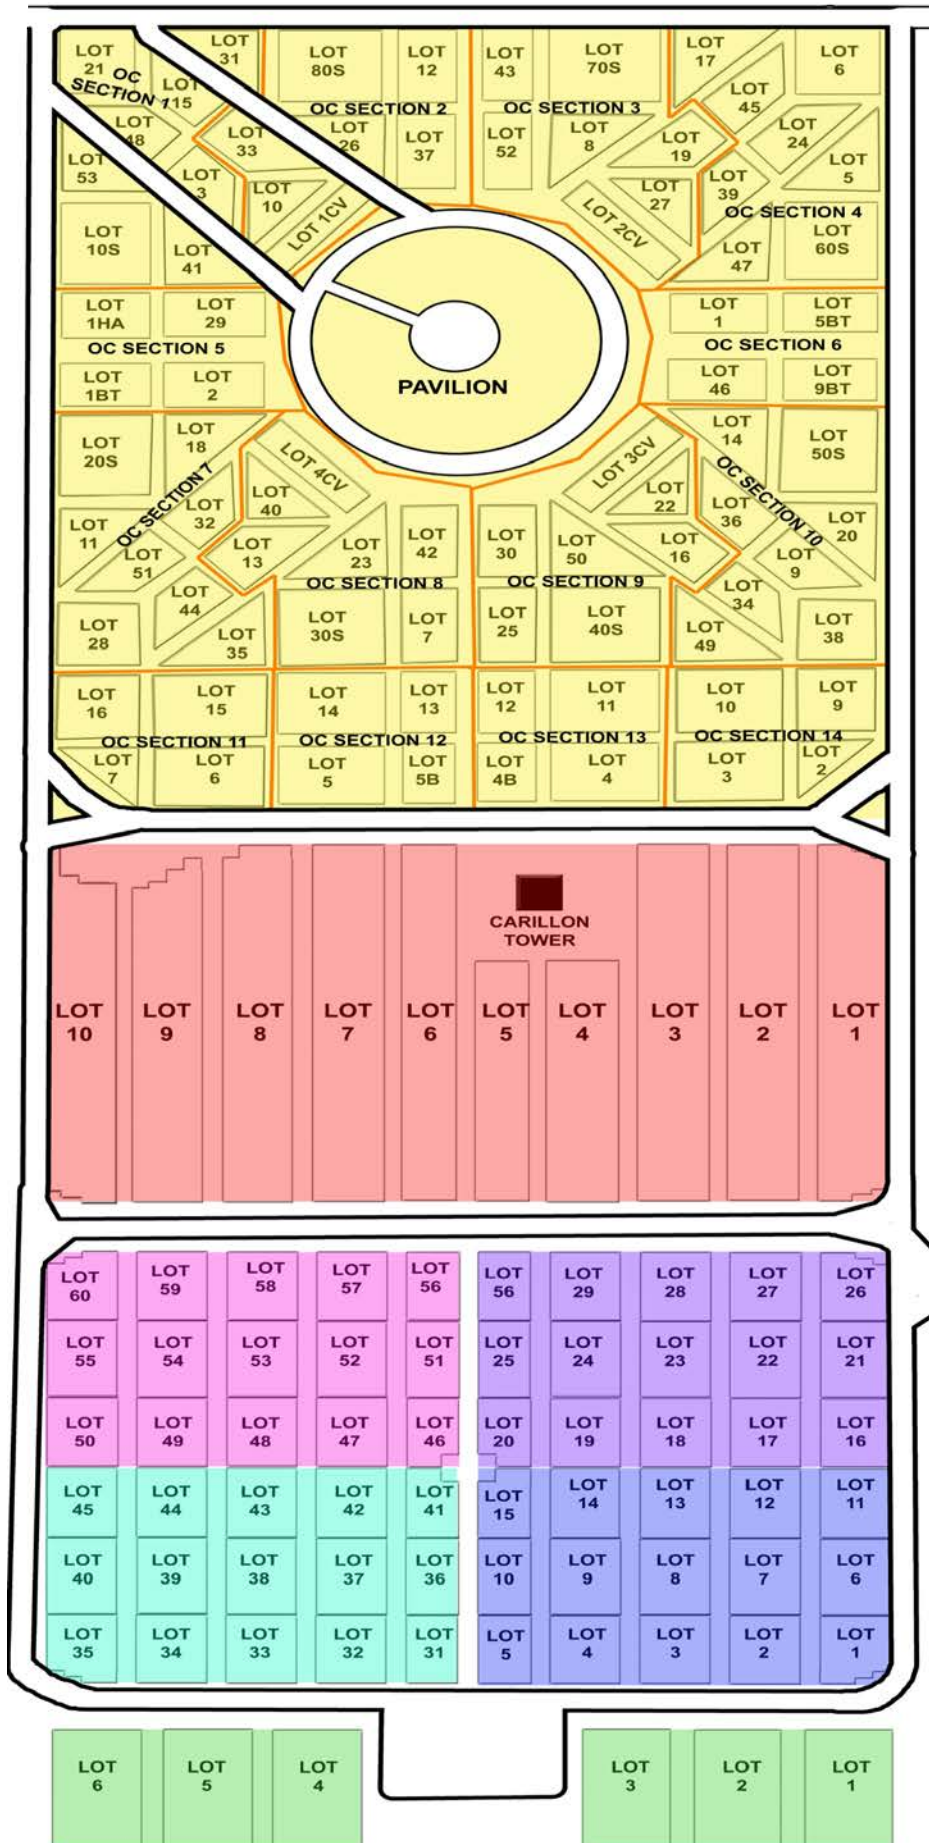 LOT
21
OC
SECTION 1
LOT
115
LOT
31
LOT
48
LOT
53
LOT
3
LOT
10S
LOT
41
LOT
80S
LOT
12
OC SECTION 2
LOT
33
LOT
26
LOT
37
LOT
10
LOT 1CV
LOT
43
LOT
70S
OC SECTION 3
LOT
52
LOT
8
LOT
19
LOT
27
LOT 2CV
LOT
17
LOT
6
LOT
45
LOT
24
LOT
5
LOT
39
OC SECTION 4
LOT
47
LOT
60S
LOT
1HA
LOT
29
OC SECTION 5
LOT
1BT
LOT
2
PAVILION
LOT
1
LOT
5BT
OC SECTION 6
LOT
46
LOT
9BT
LOT
20S
LOT
18
OC SECTION 7
LOT
11
LOT
32
LOT
51
LOT
44
LOT
28
LOT
35
LOT 4CV
LOT
40
LOT
13
LOT
23
LOT
42
OC SECTION 8
LOT
30S
LOT
7
LOT 3CV
LOT
22
LOT
30
LOT
50
LOT
16
OC SECTION 9
LOT
25
LOT
40S
LOT
14
LOT
50S
OC SECTION 10
LOT
36
LOT
20
LOT
9
LOT
34
LOT
49
LOT
38
LOT
16
LOT
15
OC SECTION 11
LOT
7
LOT
6
LOT
14
LOT
13
OC SECTION 12
LOT
5
LOT
5B
LOT
12
LOT
11
OC SECTION 13
LOT
4B
LOT
4
LOT
10
LOT
9
OC SECTION 14
LOT
3
LOT
2
CARILLON
TOWER
LOT
10
LOT
9
LOT
8
LOT
7
LOT
6
LOT
5
LOT
4
LOT
3
LOT
2
LOT
1
LOT
60
LOT
59
LOT
58
LOT
57
LOT
56
LOT
56
LOT
29
LOT
28
LOT
27
LOT
26
LOT
55
LOT
54
LOT
53
LOT
52
LOT
51
LOT
25
LOT
24
LOT
23
LOT
22
LOT
21
LOT
50
LOT
49
LOT
48
LOT
47
LOT
46
LOT
20
LOT
19
LOT
18
LOT
17
LOT
16
LOT
45
LOT
44
LOT
43
LOT
42
LOT
41
LOT
15
LOT
14
LOT
13
LOT
12
LOT
11
LOT
40
LOT
39
LOT
38
LOT
37
LOT
36
LOT
10
LOT
9
LOT
8
LOT
7
LOT
6
LOT
35
LOT
34
LOT
33
LOT
32
LOT
31
LOT
5
LOT
4
LOT
3
LOT
2
LOT
1
LOT
6
LOT
5
LOT
4
LOT
3
LOT
2
LOT
1